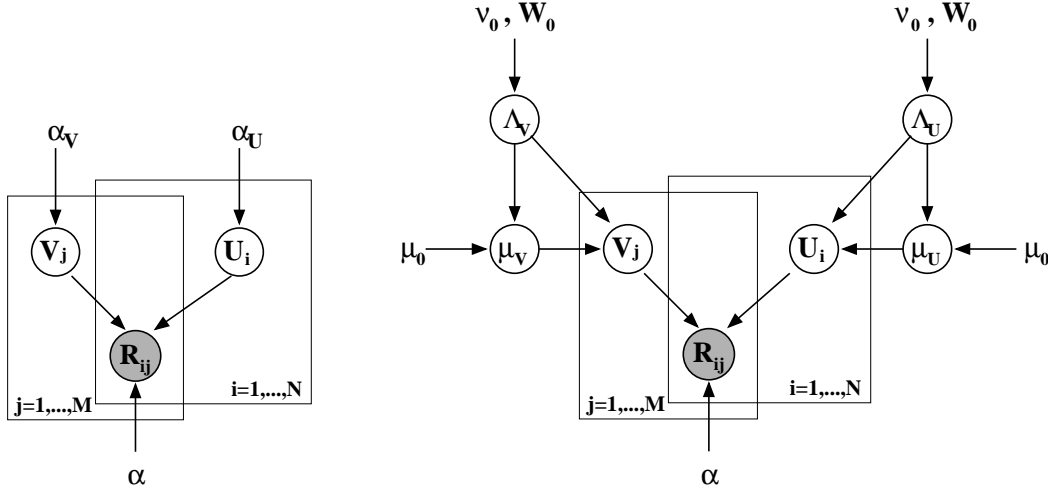 α_V
α_U
V_j
U_i
R_ij
j=1,...,M
i=1,...,N
α
ν_0 , W_0
ν_0 , W_0
Λ_V
Λ_U
μ_0
μ_V
V_j
U_i
μ_U
μ_0
R_ij
j=1,...,M
i=1,...,N
α